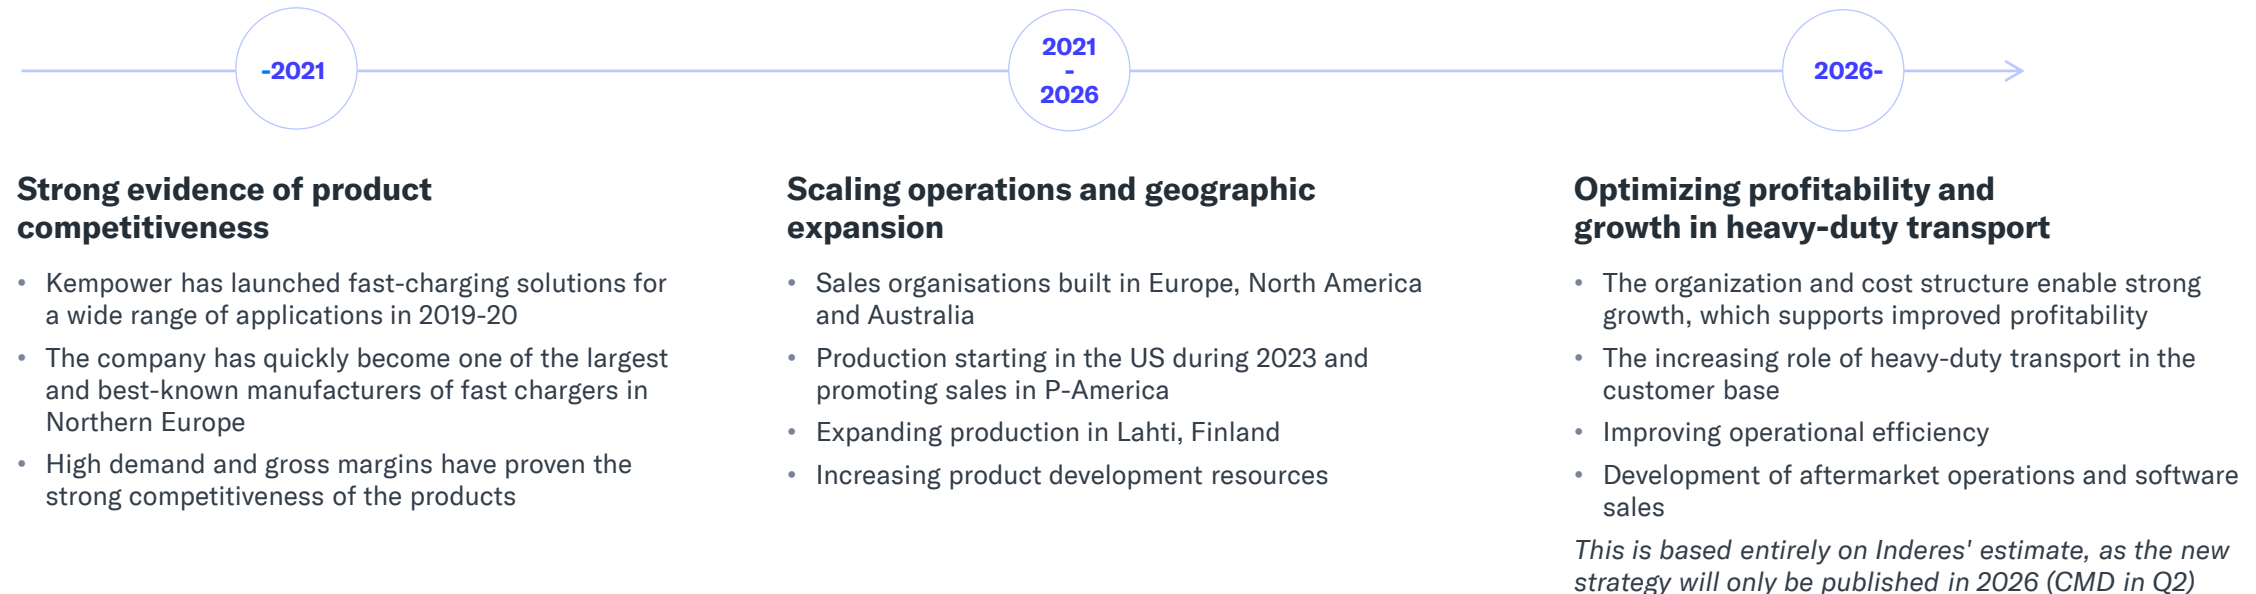 -2021
2021
-
2026
2026-
Strong evidence of product
competitiveness
• Kempower has launched fast-charging solutions for
a wide range of applications in 2019-20
• The company has quickly become one of the largest
and best-known manufacturers of fast chargers in
Northern Europe
• High demand and gross margins have proven the
strong competitiveness of the products
Scaling operations and geographic
expansion
• Sales organisations built in Europe, North America
and Australia
• Production starting in the US during 2023 and
promoting sales in P-America
• Expanding production in Lahti, Finland
• Increasing product development resources
Optimizing profitability and
growth in heavy-duty transport
• The organization and cost structure enable strong
growth, which supports improved profitability
• The increasing role of heavy-duty transport in the
customer base
• Improving operational efficiency
• Development of aftermarket operations and software
sales
This is based entirely on Inderes' estimate, as the new
strategy will only be published in 2026 (CMD in Q2)